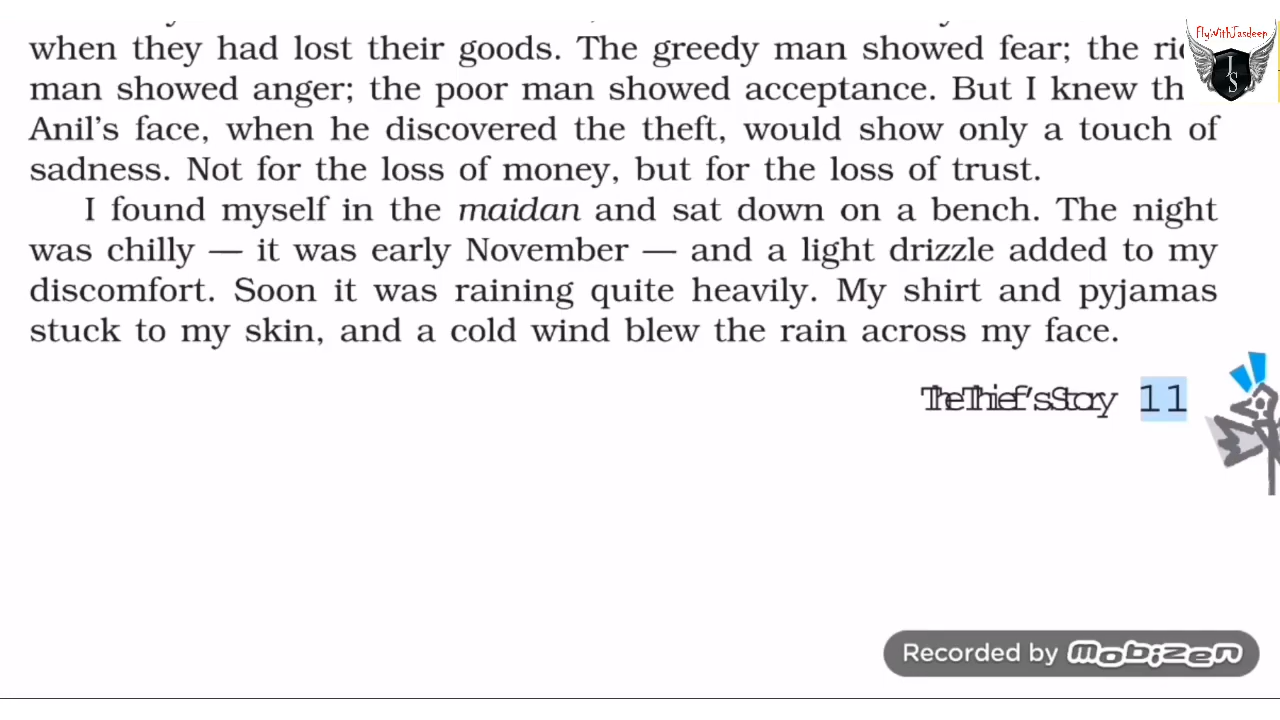 Fly With Jasdeep
JS
when they had lost their goods. The greedy man showed fear; the
man showed anger; the poor man showed acceptance. But I knew
Anil's face, when he discovered the theft, would show only a touch of
sadness. Not for the loss of money, but for the loss of trust.
I found myself in the maidan and sat down on a bench. The night
was chilly — it was early November — and a light drizzle added to my
discomfort. Soon it was raining quite heavily. My shirt and pyjamas
stuck to my skin, and a cold wind blew the rain across my face.
The Thief's Story 11
Recorded by mobizen